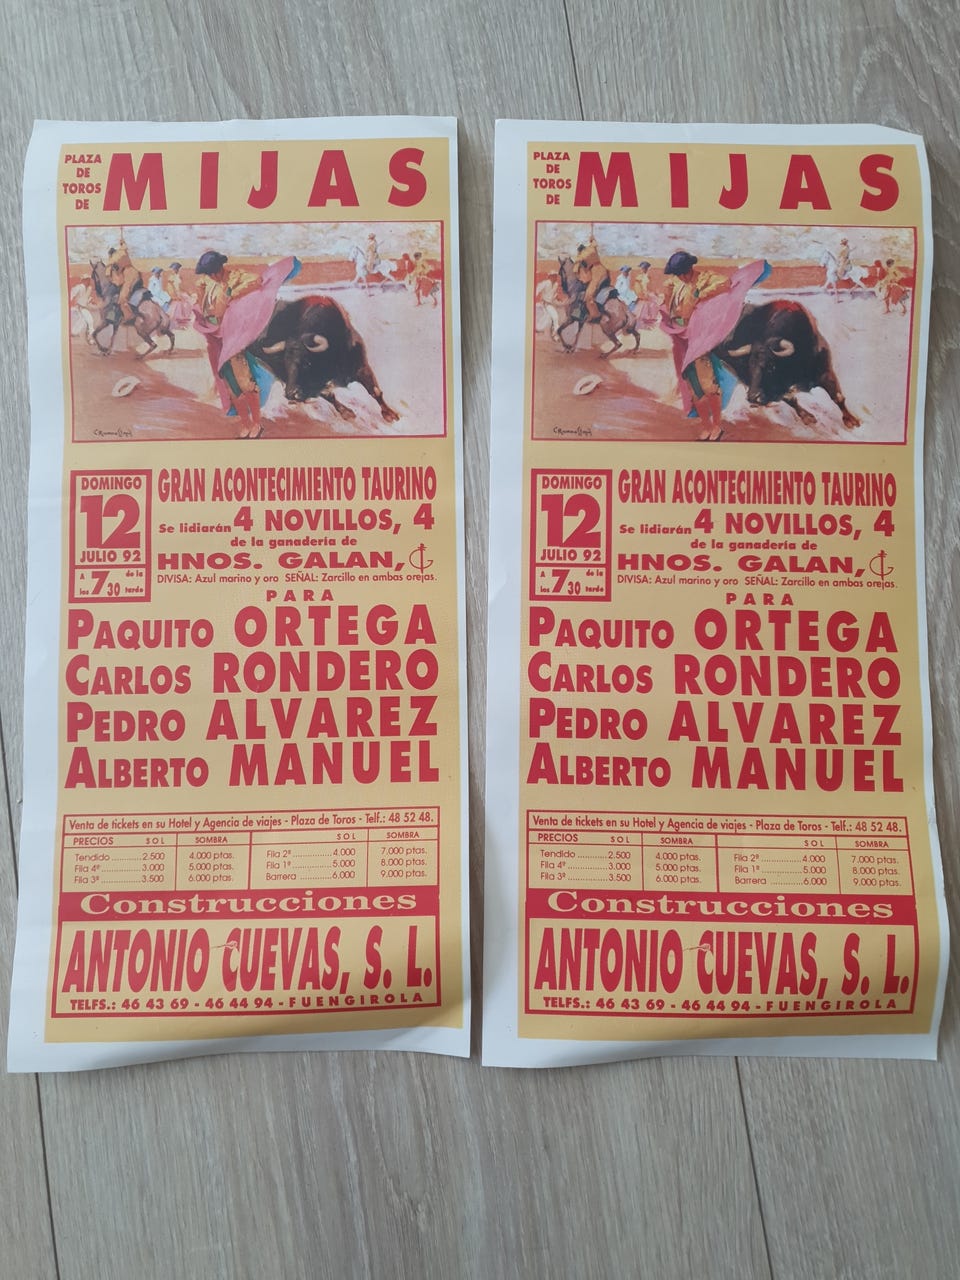 PLAZA
DE
TOROS
DE
MIJAS
DOMINGO
12
JULIO 92
A las 7 30 de la tarde
GRAN ACONTECIMIENTO TAURINO
Se lidiarán 4 NOVILLOS, 4
de la ganadería de
HNOS. GALAN,
DIVISA: Azul marino y oro SEÑAL: Zarcillo en ambas orejas.
PARA
PAQUITO ORTEGA
CARLOS RONDERO
PEDRO ALVAREZ
ALBERTO MANUEL
Venta de tickets en su Hotel y Agencia de viajes - Plaza de Toros - Telf.: 48 52 48.
PRECIOS SOL SOMBRA SOL SOMBRA
Tendido 2.500 4.000 ptas. Fila 2ª 4.000 7.000 ptas.
Fila 4ª 3.000 5.000 ptas. Fila 1ª 5.000 8.000 ptas.
Fila 3ª 3.500 6.000 ptas. Barrera 6.000 9.000 ptas.
Construcciones
ANTONIO CUEVAS, S. L.
TELFS.: 46 43 69 - 46 44 94 - FUENGIROLA
PLAZA
DE
TOROS
DE
MIJAS
DOMINGO
12
JULIO 92
A las 7 30 de la tarde
GRAN ACONTECIMIENTO TAURINO
Se lidiarán 4 NOVILLOS, 4
de la ganadería de
HNOS. GALAN,
DIVISA: Azul marino y oro SEÑAL: Zarcillo en ambas orejas.
PARA
PAQUITO ORTEGA
CARLOS RONDERO
PEDRO ALVAREZ
ALBERTO MANUEL
Venta de tickets en su Hotel y Agencia de viajes - Plaza de Toros - Telf.: 48 52 48.
PRECIOS SOL SOMBRA SOL SOMBRA
Tendido 2.500 4.000 ptas. Fila 2ª 4.000 7.000 ptas.
Fila 4ª 3.000 5.000 ptas. Fila 1ª 5.000 8.000 ptas.
Fila 3ª 3.500 6.000 ptas. Barrera 6.000 9.000 ptas.
Construcciones
ANTONIO CUEVAS, S. L.
TELFS.: 46 43 69 - 46 44 94 - FUENGIROLA